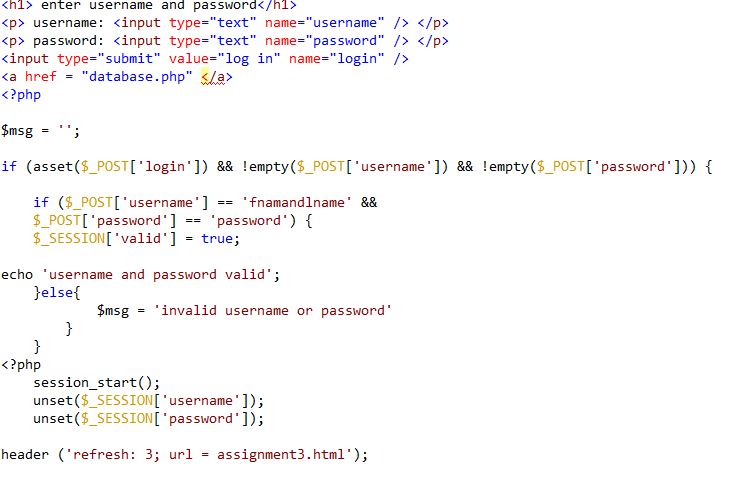 <h1> enter username and password</h1>
<p> username: <input type="text" name="username" /> </p>
<p> password: <input type="text" name="password" /> </p>
<input type="submit" value="log in" name="login" />
<a href = "database.php" </a>
<?php
$msg = '';
if (asset($_POST['login']) && !empty($_POST['username']) && !empty($_POST['password'])) {
if ($_POST['username'] == 'fnamandlname' &&
$_POST['password'] == 'password') {
$_SESSION['valid'] = true;
echo 'username and password valid';
}else{
$msg = 'invalid username or password'
}
}
<?php
session_start();
unset($_SESSION['username']);
unset($_SESSION['password']);
header ('refresh: 3; url = assignment3.html');